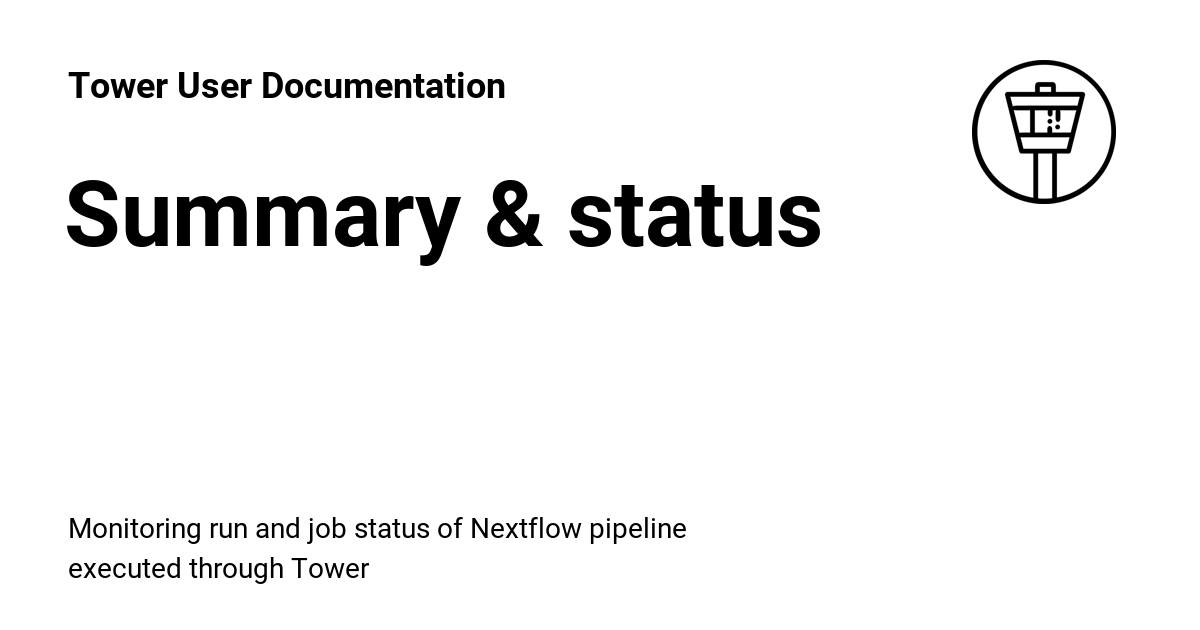 Tower User Documentation
Summary & status
Monitoring run and job status of Nextflow pipeline
executed through Tower